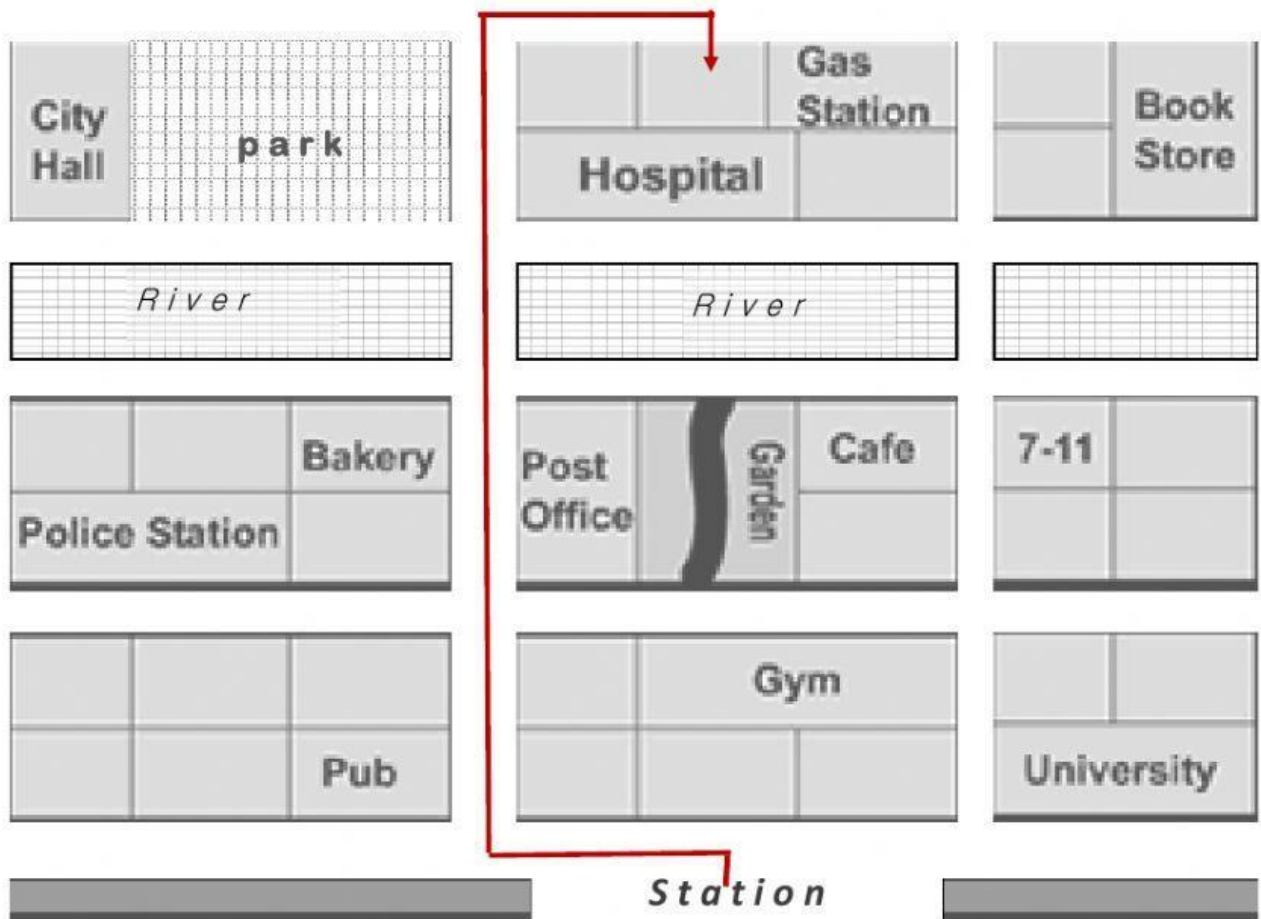 City
Hall
park
Gas
Station
Hospital
Book
Store
River
River
Bakery
Police Station
Post
Office
Garden
Cafe
7-11
Gym
Pub
University
Station